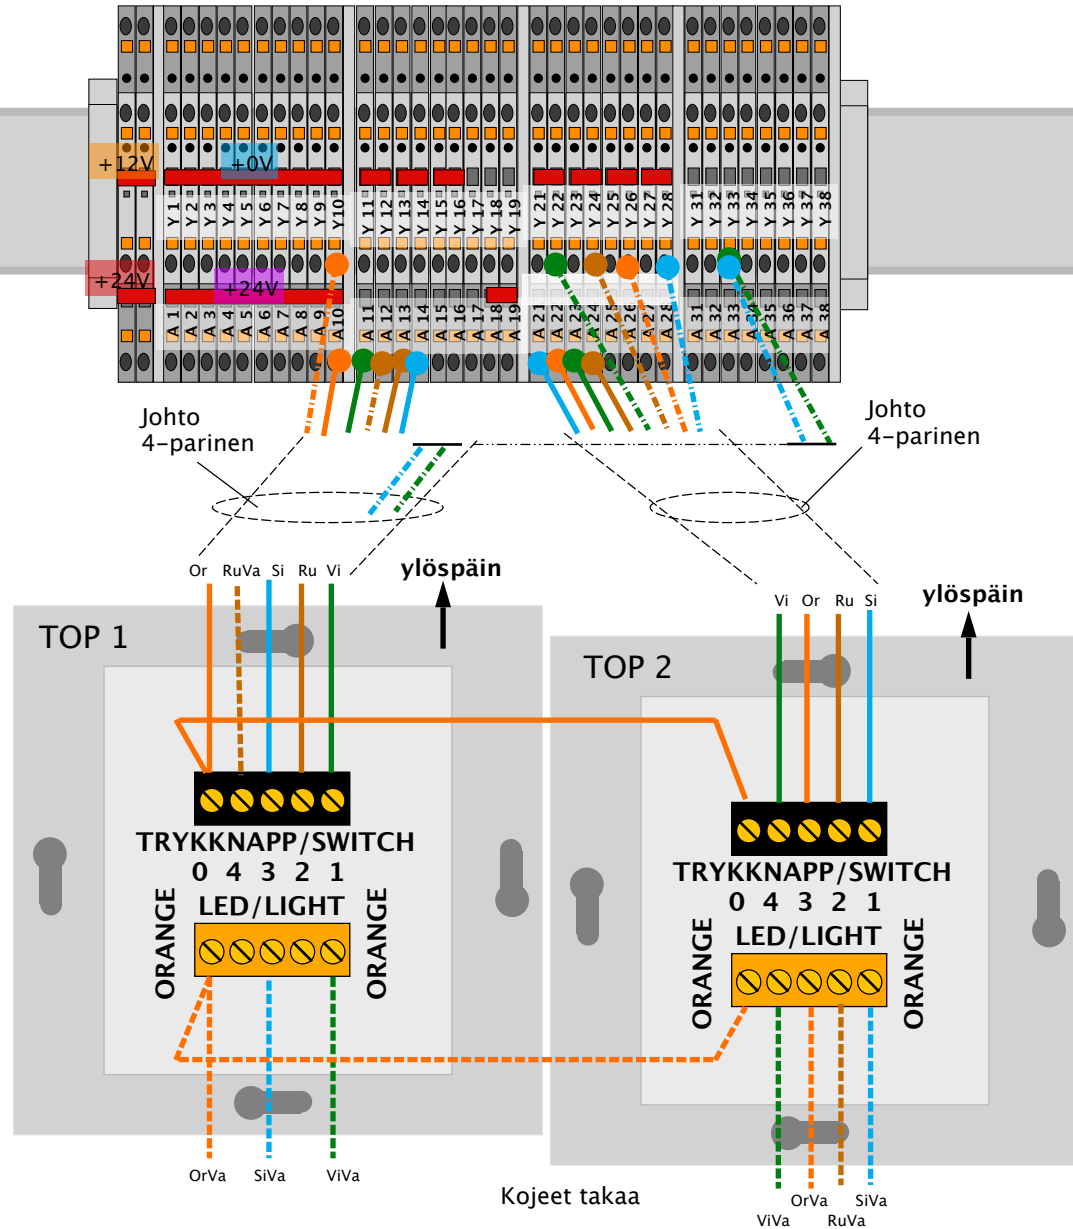 +12V
+0V
Y 1
Y 2
Y 3
Y 4
Y 5
Y 6
Y 7
Y 8
Y 9
Y10
Y 11
Y 12
Y 13
Y 14
Y 15
Y 16
Y 17
Y 18
Y 19
Y 21
Y 22
Y 23
Y 24
Y 25
Y 26
Y 27
Y 28
Y 31
Y 32
Y 33
Y 34
Y 35
Y 36
Y 37
Y 38
+24V
+24V
A 1
A 2
A 3
A 4
A 5
A 6
A 7
A 8
A 9
A10
A 11
A 12
A 13
A 14
A 15
A 16
A 17
A 18
A 19
A 21
A 22
A 23
A 24
A 25
A 26
A 27
A 28
A 31
A 32
A 33
A 34
A 35
A 36
A 37
A 38
Johto
4-parinen
Johto
4-parinen
Or RuVa Si Ru Vi
ylöspäin
TOP 1
TRYKKNAPP/SWITCH
0 4 3 2 1
LED/LIGHT
ORANGE
ORANGE
OrVa SiVa ViVa
Vi Or Ru Si
ylöspäin
TOP 2
TRYKKNAPP/SWITCH
0 4 3 2 1
LED/LIGHT
ORANGE
ORANGE
ViVa OrVa RuVa SiVa
Kojeet takaa